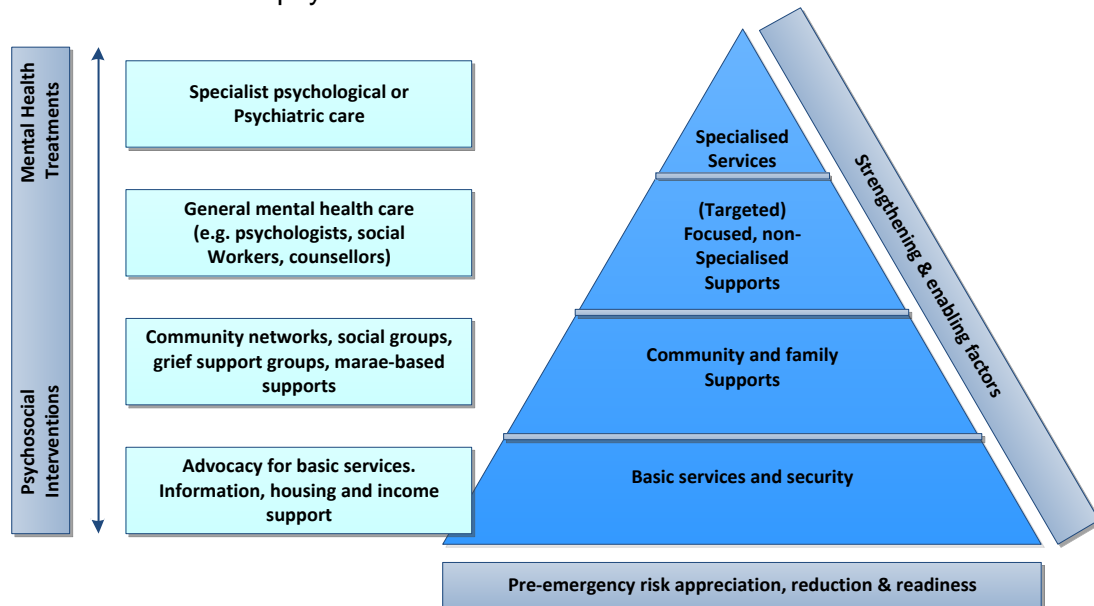 Mental Health
Treatments
Psychosocial
Interventions
Specialist psychological or
Psychiatric care
General mental health care
(e.g. psychologists, social
Workers, counsellors)
Community networks, social groups,
grief support groups, marae-based
supports
Advocacy for basic services.
Information, housing and income
support
Specialised
Services
(Targeted)
Focused, non-
Specialised
Supports
Community and family
Supports
Basic services and security
Strengthening & enabling factors
Pre-emergency risk appreciation, reduction & readiness